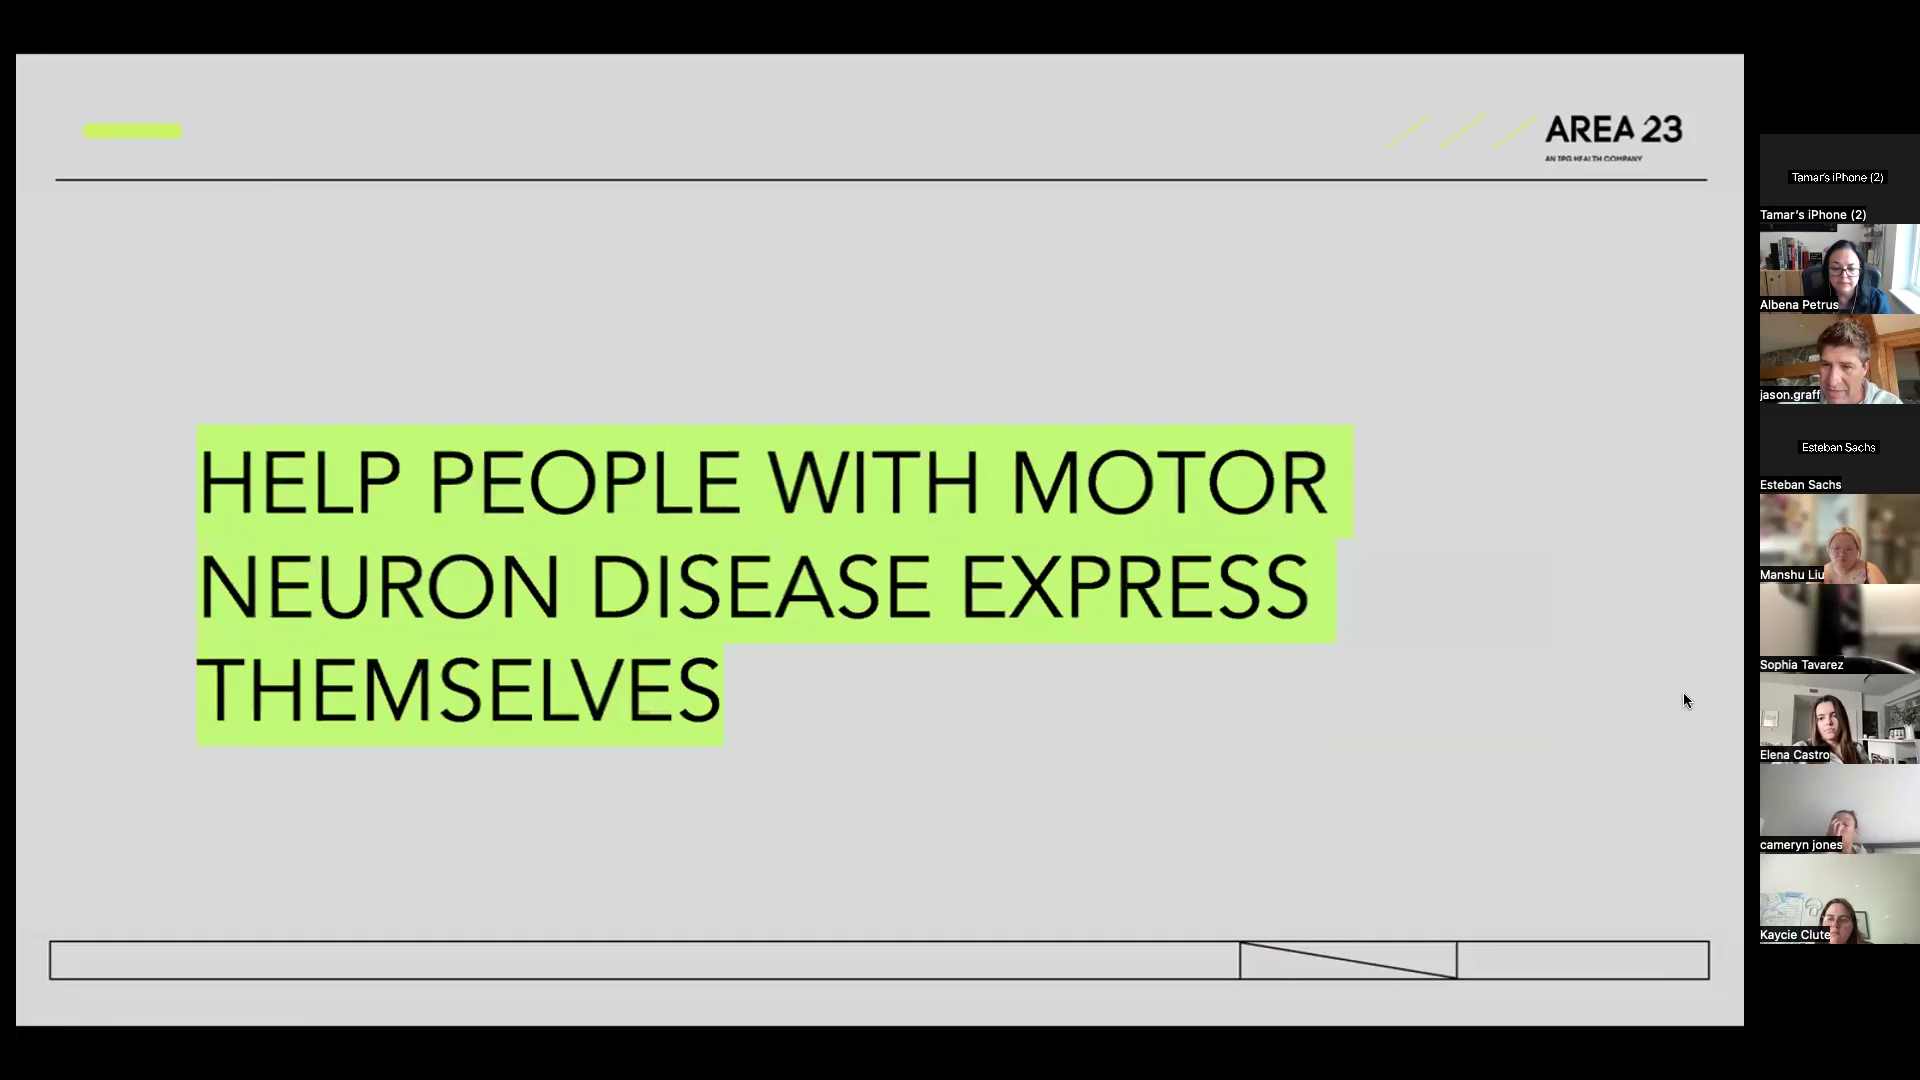 AREA 23
AN IPG HEALTH COMPANY
HELP PEOPLE WITH MOTOR
NEURON DISEASE EXPRESS
THEMSELVES
Tamar's iPhone (2)
Tamar's iPhone (2)
Albena Petrus
jason.graff
Esteban Sachs
Esteban Sachs
Manshu Liu
Sophia Tavarez
Elena Castro
cameryn jones
Kaycie Clute